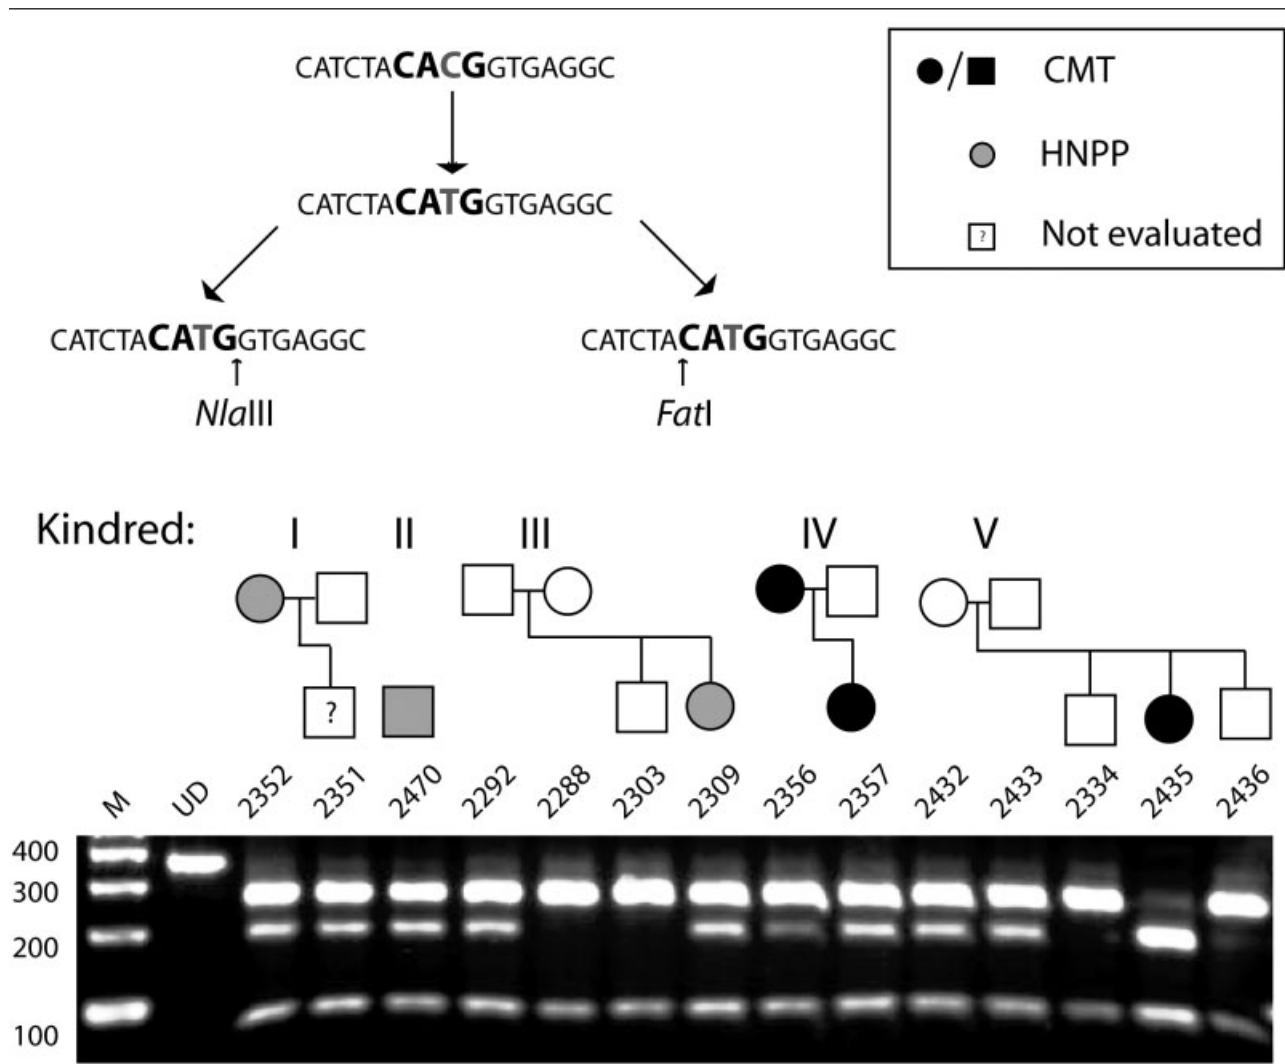 CATCTACACGGTGAGGC
CATCTACATGGTGAGGC
CATCTACATGGTGAGGC
NlaIII
CATCTACATGGTGAGGC
FatI
/ CMT
HNPP
? Not evaluated
Kindred: I II III IV V
?
M UD 2352 2351 2470 2292 2288 2303 2309 2356 2357 2432 2433 2334 2435 2436
400
300
200
100